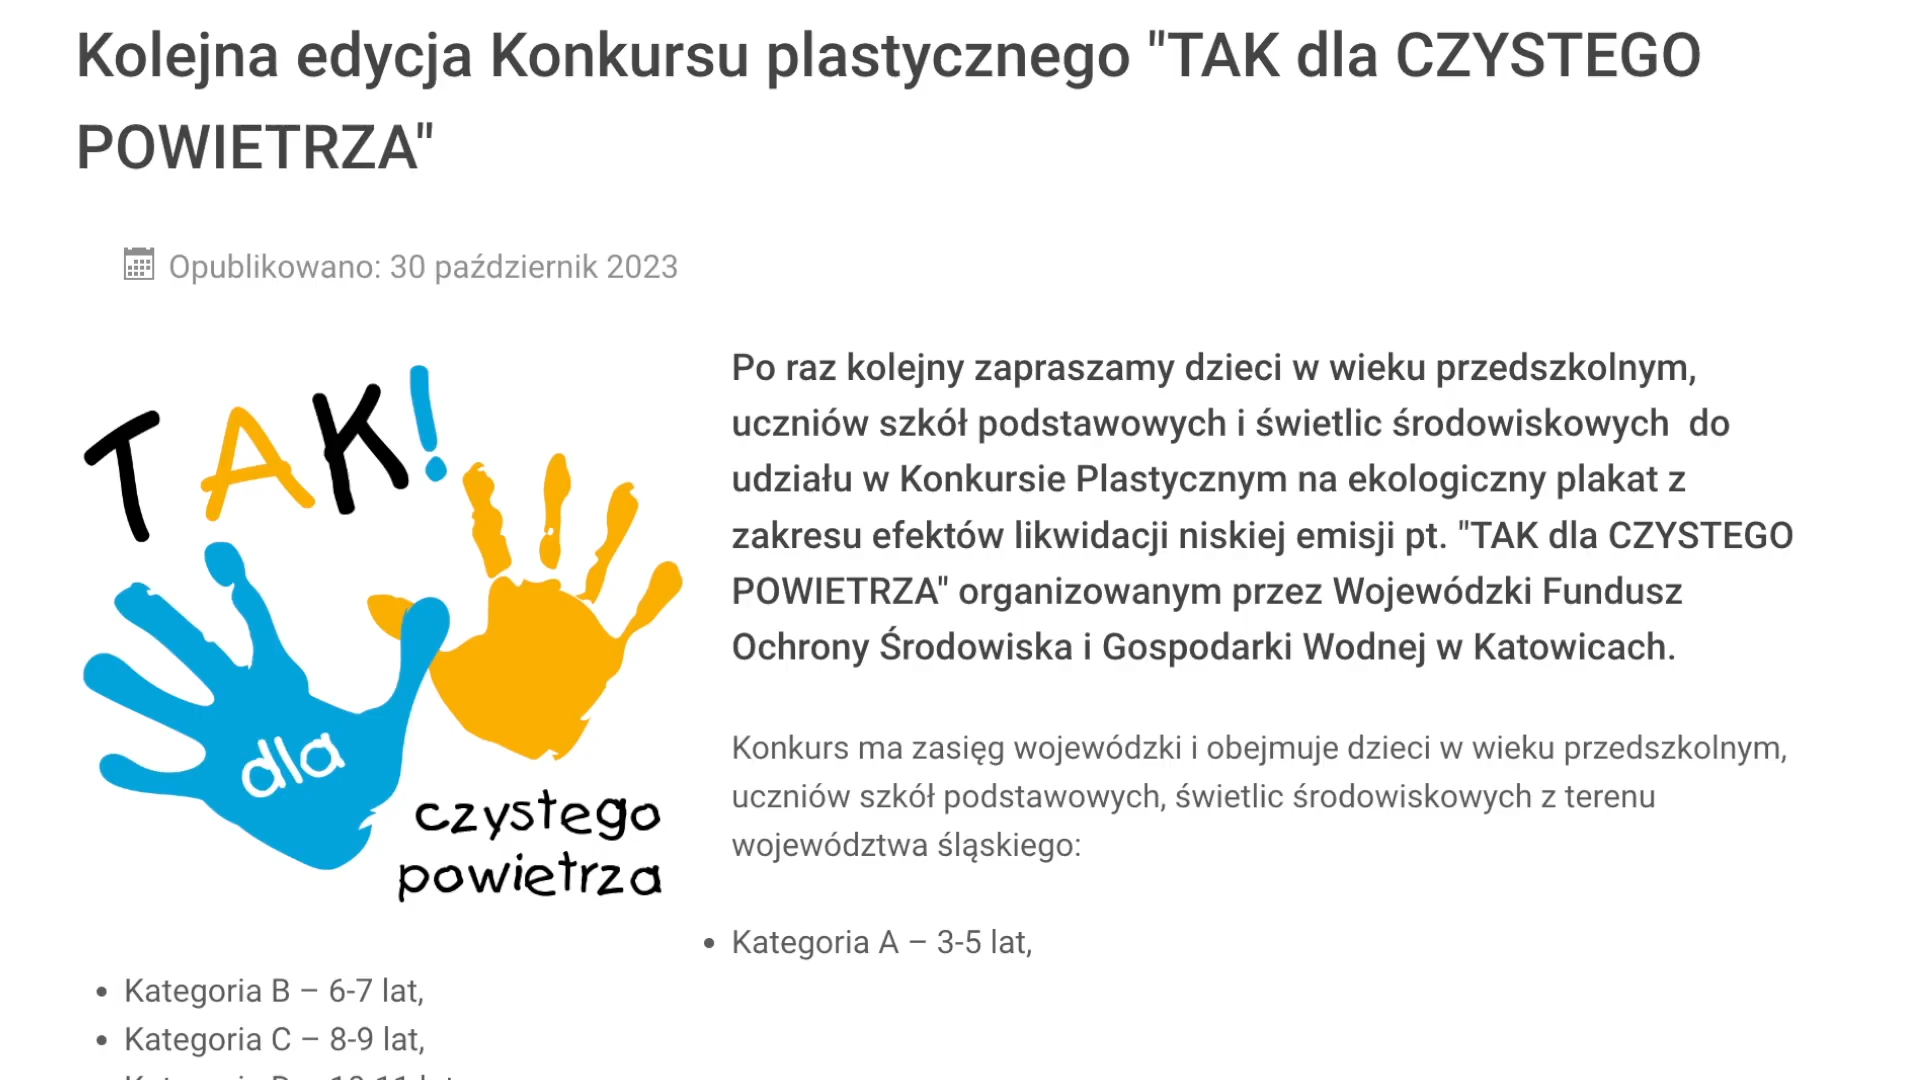 Kolejna edycja Konkursu plastycznego "TAK dla CZYSTEGO
POWIETRZA"
Opublikowano: 30 październik 2023
TAK!
dla
czystego
powietrza
Po raz kolejny zapraszamy dzieci w wieku przedszkolnym,
uczniów szkół podstawowych i świetlic środowiskowych do
udziału w Konkursie Plastycznym na ekologiczny plakat z
zakresu efektów likwidacji niskiej emisji pt. "TAK dla CZYSTEGO
POWIETRZA" organizowanym przez Wojewódzki Fundusz
Ochrony Środowiska i Gospodarki Wodnej w Katowicach.
Konkurs ma zasięg wojewódzki i obejmuje dzieci w wieku przedszkolnym,
uczniów szkół podstawowych, świetlic środowiskowych z terenu
województwa śląskiego:
• Kategoria A – 3-5 lat,
• Kategoria B – 6-7 lat,
• Kategoria C – 8-9 lat,